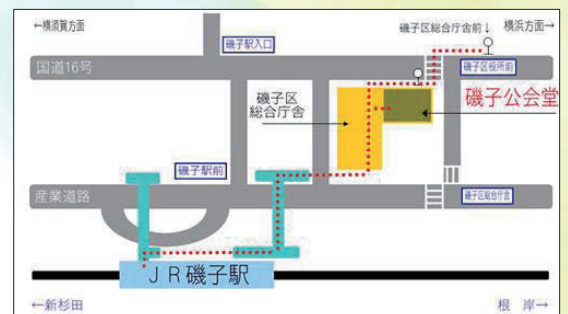 ←横須賀方面
磯子区総合庁舎前↓
横浜方面→
磯子駅入口
国道16号
磯子区役所前
磯子区
総合庁舎
磯子公会堂
磯子駅前
産業道路
磯子区総合庁舎
JR磯子駅
←新杉田
根 岸→